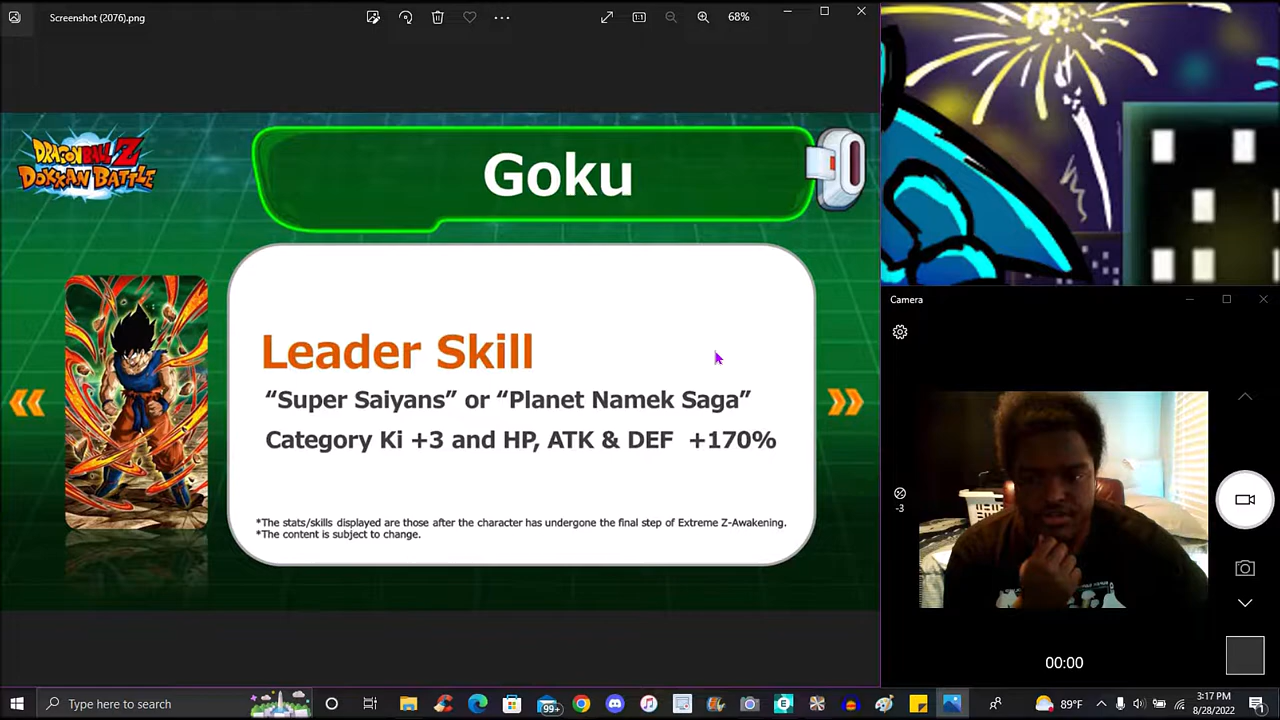 Screenshot (2076).png
68%
DRAGON BALL Z
DOKKAN BATTLE
Goku
Leader Skill
“Super Saiyans” or “Planet Namek Saga”
Category Ki +3 and HP, ATK & DEF +170%
*The stats/skills displayed are those after the character has undergone the final step of Extreme Z-Awakening.
*The content is subject to change.
Camera
-3
00:00
Type here to search
99+
89°F
3:17 PM
8/28/2022